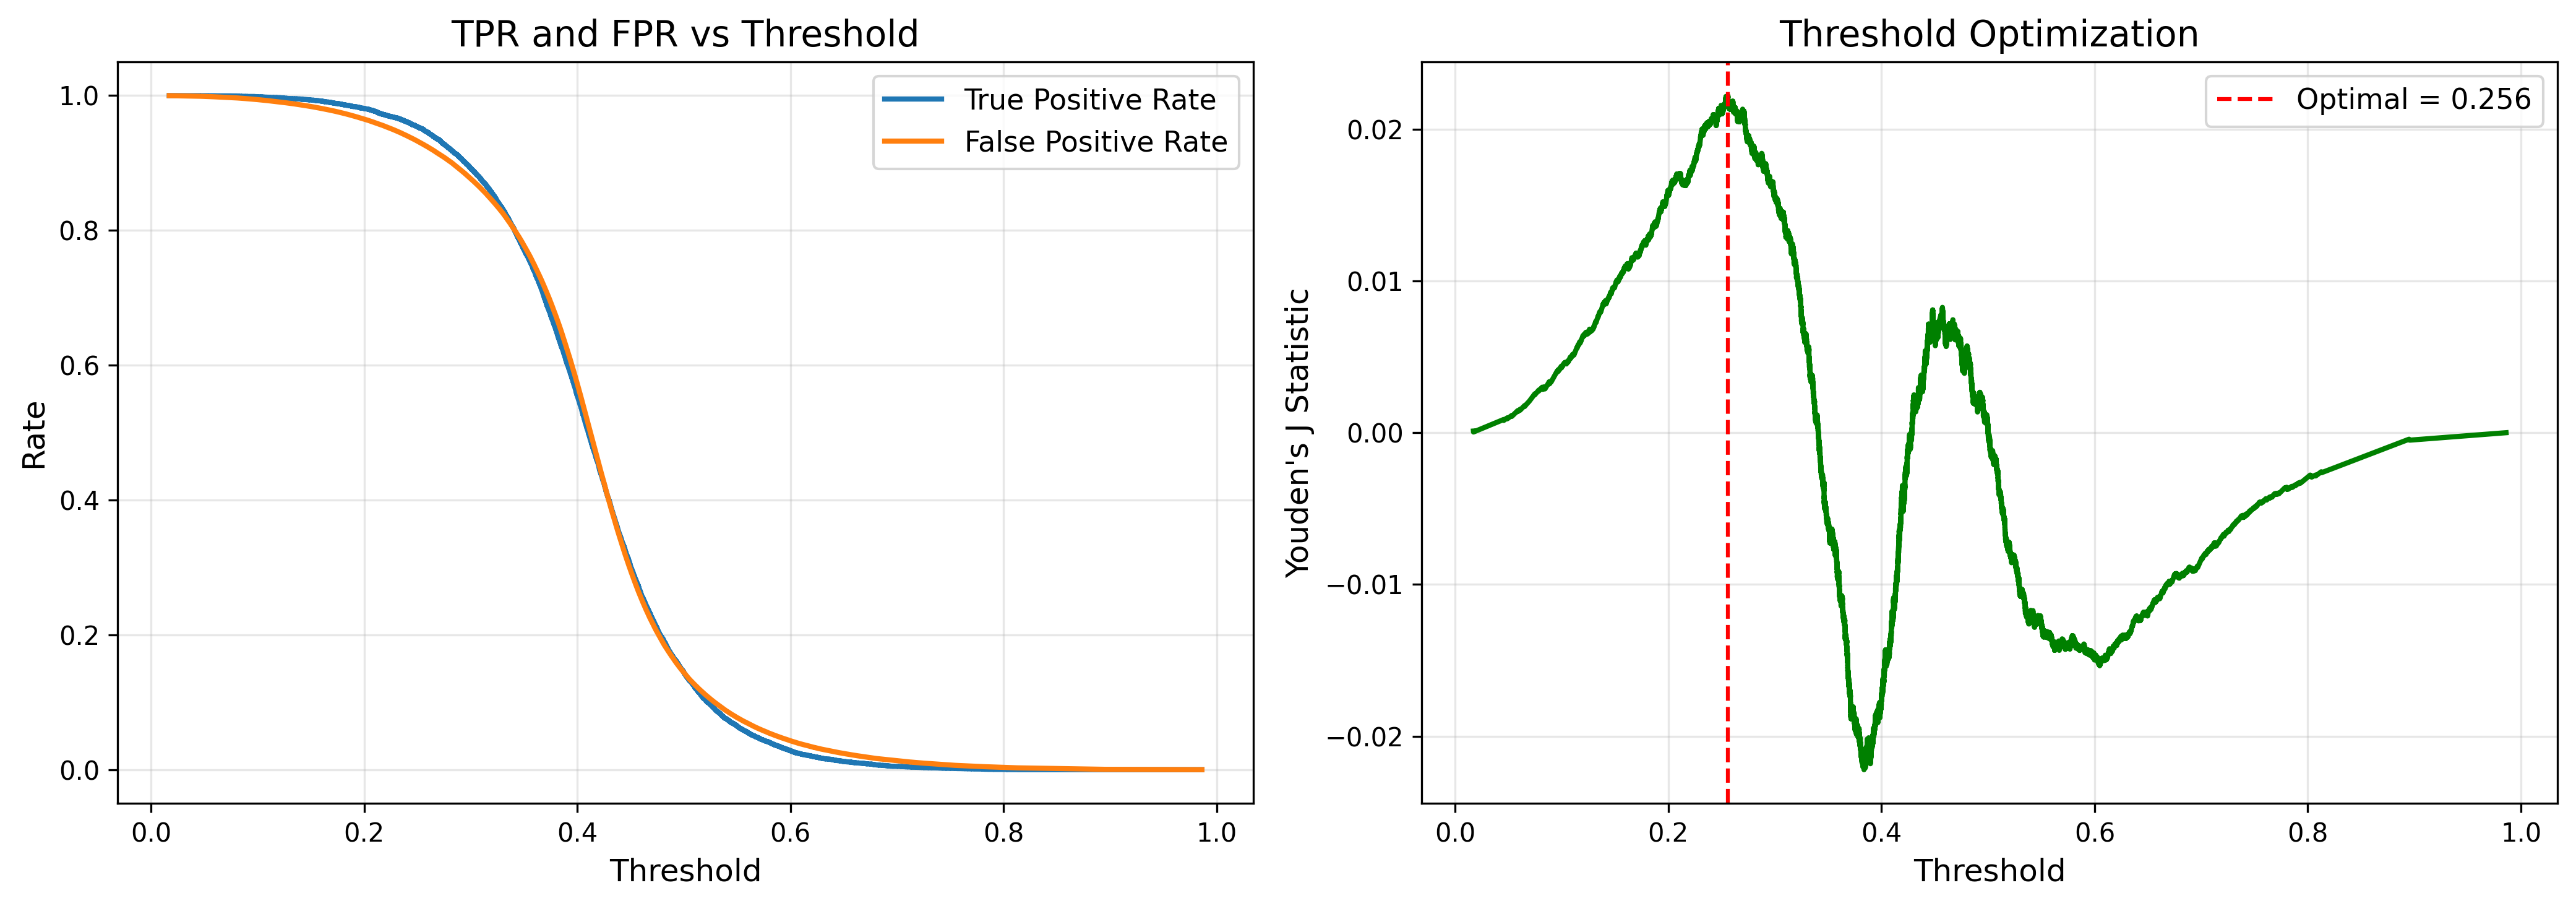 TPR and FPR vs Threshold
True Positive Rate
False Positive Rate
Rate
1.0
0.8
0.6
0.4
0.2
0.0
0.0 0.2 0.4 0.6 0.8 1.0
Threshold
Threshold Optimization
Optimal = 0.256
Youden's J Statistic
0.02
0.01
0.00
−0.01
−0.02
0.0 0.2 0.4 0.6 0.8 1.0
Threshold